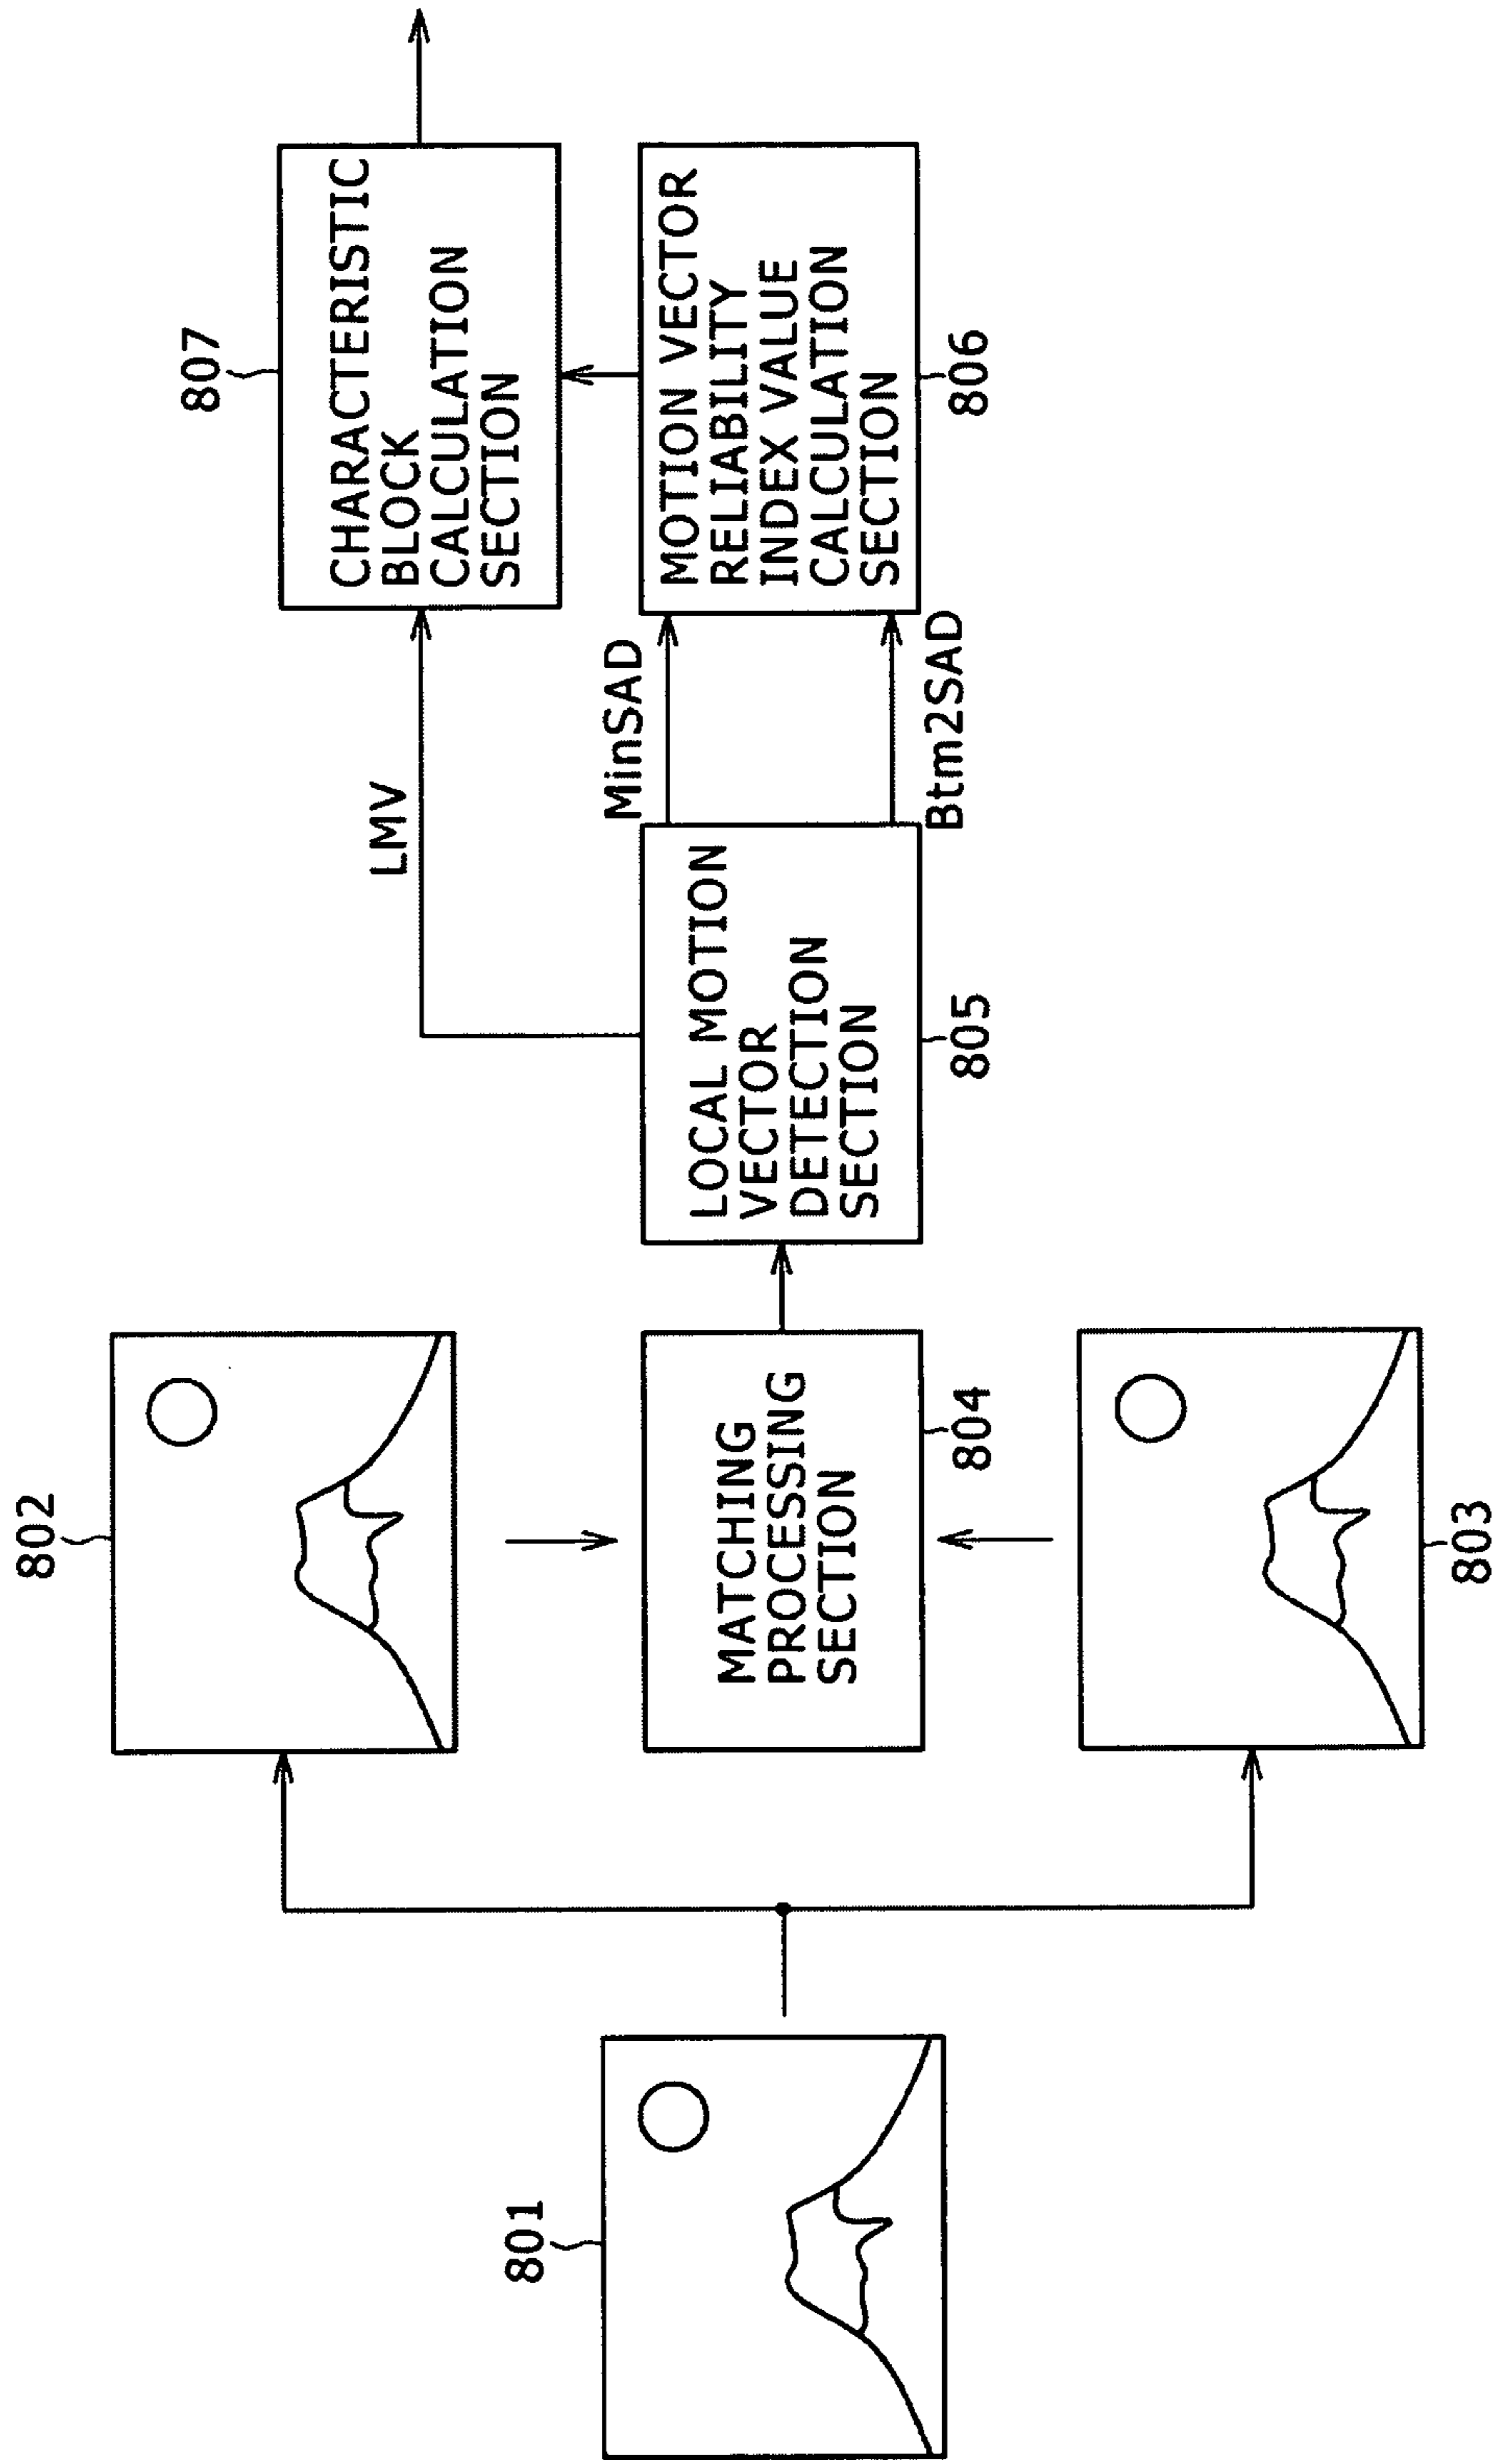 801
802
803
MATCHING
PROCESSING
SECTION
804
LOCAL MOTION
VECTOR
DETECTION
SECTION
805
LMV
MinSAD
Btm2SAD
CHARACTERISTIC
BLOCK
CALCULATION
SECTION
807
MOTION VECTOR
RELIABILITY
INDEX VALUE
CALCULATION
SECTION
806